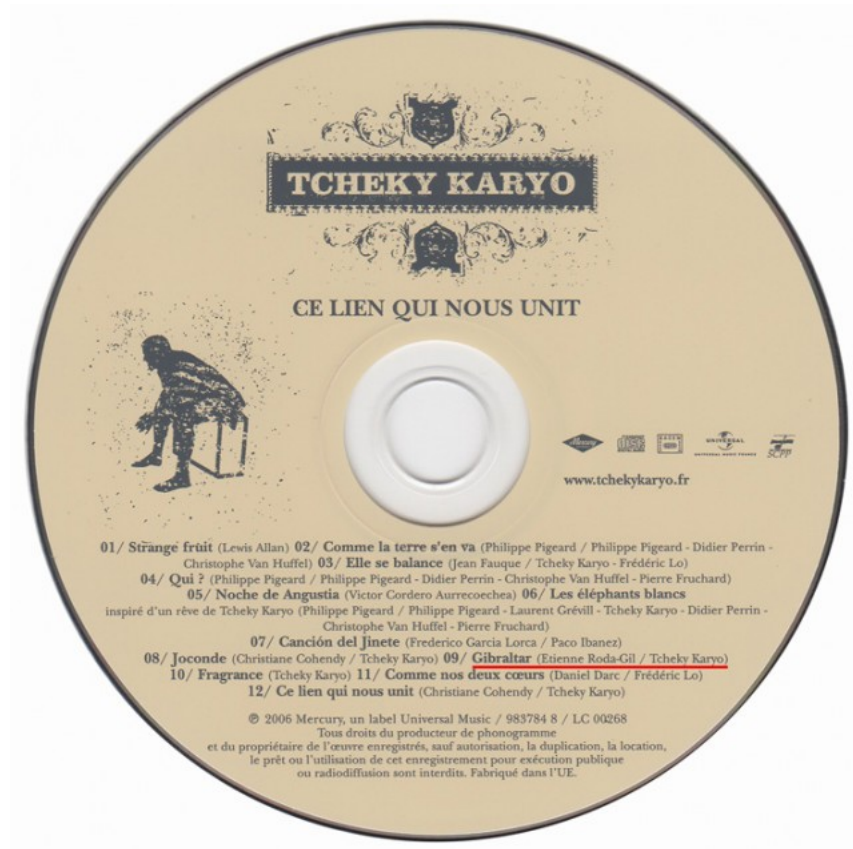 TCHEKY KARYO
CE LIEN QUI NOUS UNIT
Mercury
UNIVERSAL
UNIVERSAL MUSIC FRANCE
SCPP
www.tchekykaryo.fr
01/ Strange fruit (Lewis Allan) 02/ Comme la terre s'en va (Philippe Pigeard / Philippe Pigeard - Didier Perrin -
Christophe Van Huffel) 03/ Elle se balance (Jean Fauque / Tcheky Karyo - Frédéric Lo)
04/ Qui ? (Philippe Pigeard / Philippe Pigeard - Didier Perrin - Christophe Van Huffel - Pierre Fruchard)
05/ Noche de Angustia (Victor Cordero Aurrecoechea) 06/ Les éléphants blancs
inspiré d'un rêve de Tcheky Karyo (Philippe Pigeard / Philippe Pigeard - Laurent Grévill - Tcheky Karyo - Didier Perrin -
Christophe Van Huffel - Pierre Fruchard)
07/ Canción del Jinete (Frederico Garcia Lorca / Paco Ibanez)
08/ Joconde (Christiane Cohendy / Tcheky Karyo) 09/ Gibraltar (Etienne Roda-Gil / Tcheky Karyo)
10/ Fragrance (Tcheky Karyo) 11/ Comme nos deux cœurs (Daniel Darc / Frédéric Lo)
12/ Ce lien qui nous unit (Christiane Cohendy / Tcheky Karyo)
℗ 2006 Mercury, un label Universal Music / 983784 8 / LC 00268
Tous droits du producteur de phonogramme
et du propriétaire de l'œuvre enregistrés, sauf autorisation, la duplication, la location,
le prêt ou l'utilisation de cet enregistrement pour exécution publique
ou radiodiffusion sont interdits. Fabriqué dans l'UE.